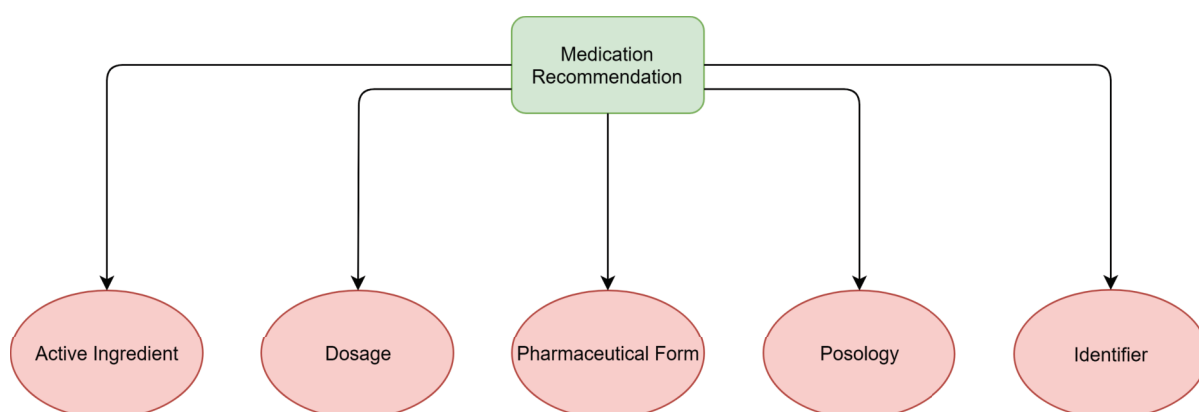 Medication
Recommendation
Active Ingredient
Dosage
Pharmaceutical Form
Posology
Identifier